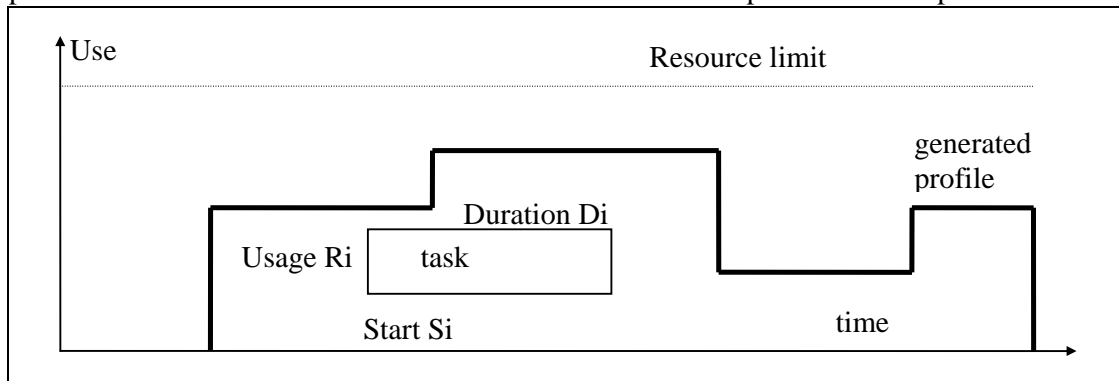 Use
Resource limit
generated
profile
Duration Di
Usage Ri
task
Start Si
time